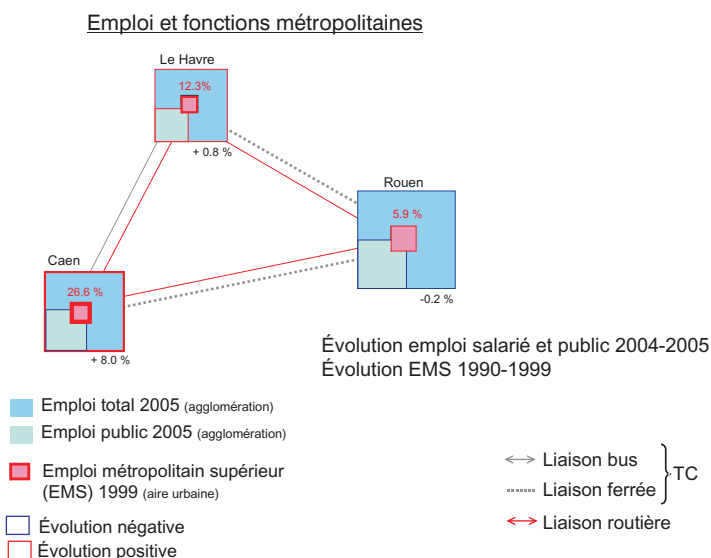 Emploi et fonctions métropolitaines
Le Havre
12.3%
+ 0.8 %
Rouen
5.9 %
-0.2 %
Caen
26.6 %
+ 8.0 %
Évolution emploi salarié et public 2004-2005
Évolution EMS 1990-1999
Emploi total 2005 (agglomération)
Emploi public 2005 (agglomération)
Emploi métropolitain supérieur
(EMS) 1999 (aire urbaine)
Évolution négative
Évolution positive
Liaison bus
Liaison ferrée
TC
Liaison routière